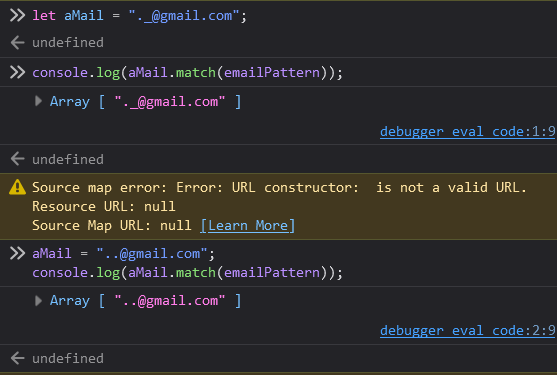 let aMail = "._@gmail.com";
undefined
console.log(aMail.match(emailPattern));
Array [ "._@gmail.com" ]
debugger eval code:1:9
undefined
Source map error: Error: URL constructor:  is not a valid URL.
Resource URL: null
Source Map URL: null [Learn More]
aMail = "..@gmail.com";
console.log(aMail.match(emailPattern));
Array [ "..@gmail.com" ]
debugger eval code:2:9
undefined